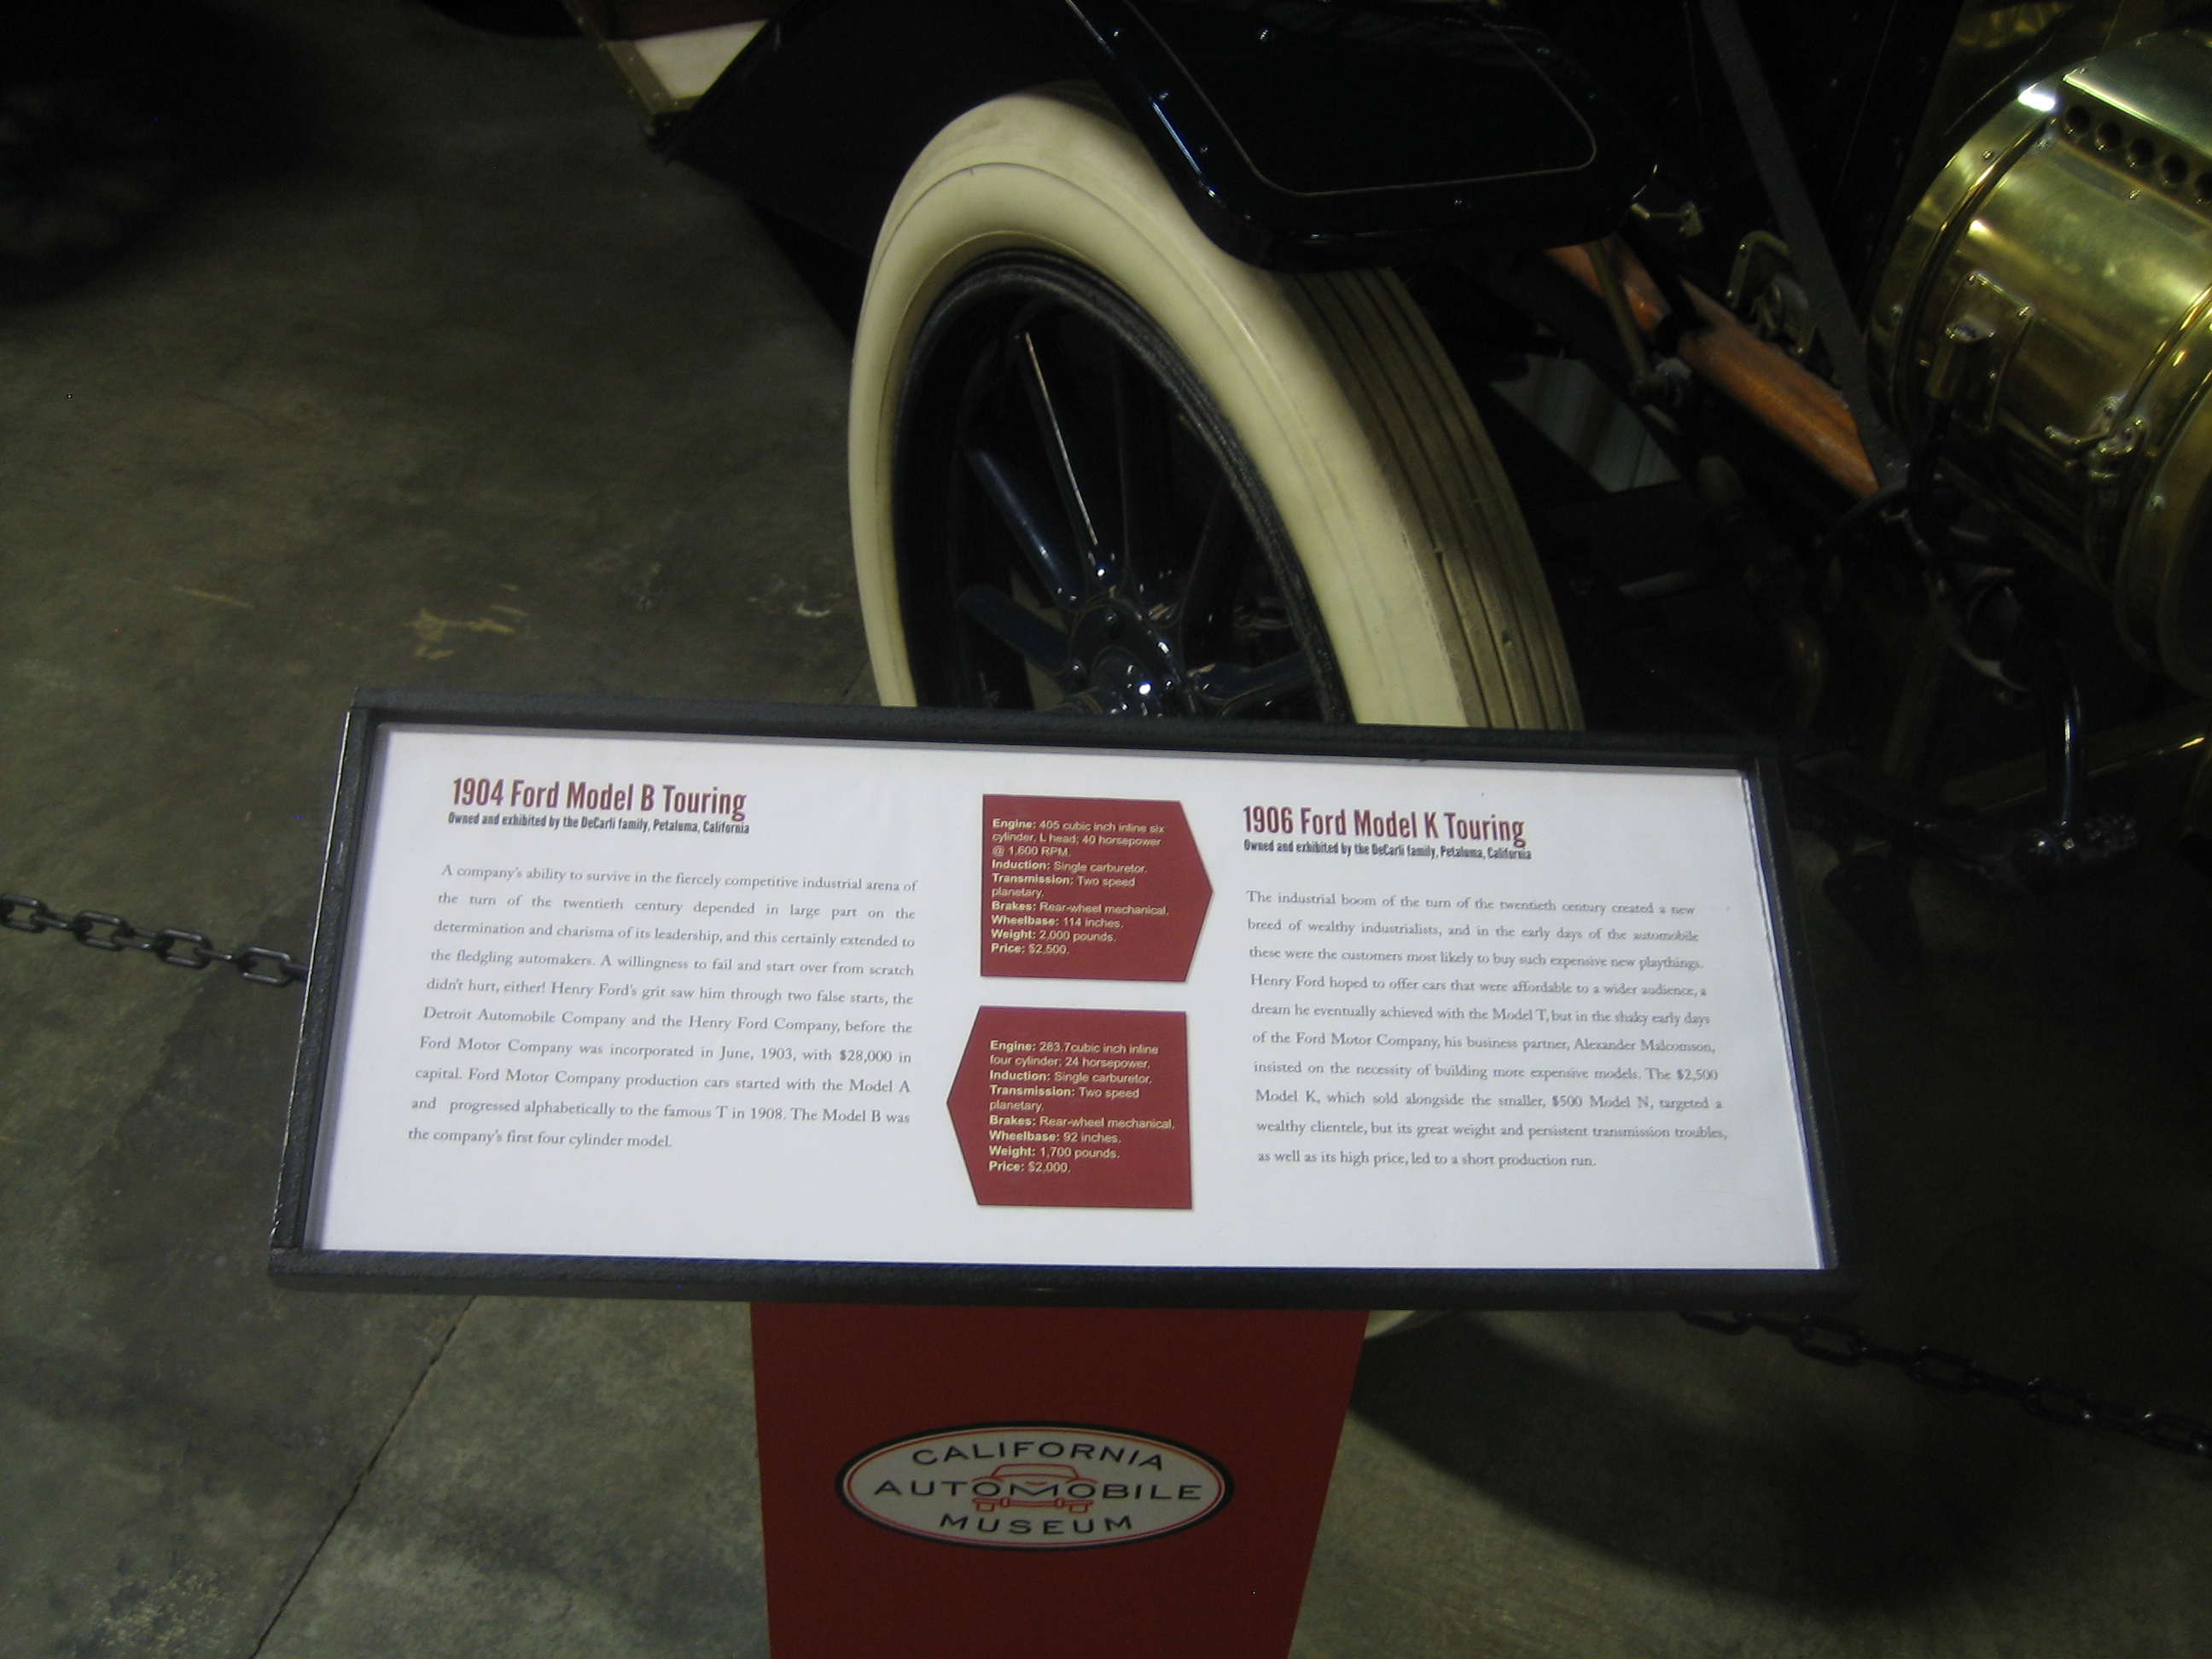 1904 Ford Model B Touring
Owned and exhibited by the DeCarli family, Petaluma, California
A company's ability to survive in the fiercely competitive industrial arena of
the turn of the twentieth century depended in large part on the
determination and charisma of its leadership, and this certainly extended to
the fledgling automakers. A willingness to fail and start over from scratch
didn't hurt, either! Henry Ford's grit saw him through two false starts, the
Detroit Automobile Company and the Henry Ford Company, before the
Ford Motor Company was incorporated in June, 1903, with $28,000 in
capital. Ford Motor Company production cars started with the Model A
and progressed alphabetically to the famous T in 1908. The Model B was
the company's first four cylinder model.
Engine: 405 cubic inch inline six
cylinder, L head; 40 horsepower
@ 1,600 RPM.
Induction: Single carburetor.
Transmission: Two speed
planetary.
Brakes: Rear-wheel mechanical.
Wheelbase: 114 inches.
Weight: 2,000 pounds.
Price: $2,500.
Engine: 283.7cubic inch inline
four cylinder; 24 horsepower.
Induction: Single carburetor.
Transmission: Two speed
planetary.
Brakes: Rear-wheel mechanical.
Wheelbase: 92 inches.
Weight: 1,700 pounds.
Price: $2,000.
1906 Ford Model K Touring
Owned and exhibited by the DeCarli family, Petaluma, California
The industrial boom of the turn of the twentieth century created a new
breed of wealthy industrialists, and in the early days of the automobile
these were the customers most likely to buy such expensive new playthings.
Henry Ford hoped to offer cars that were affordable to a wider audience, a
dream he eventually achieved with the Model T, but in the shaky early days
of the Ford Motor Company, his business partner, Alexander Malcomson,
insisted on the necessity of building more expensive models. The $2,500
Model K, which sold alongside the smaller, $500 Model N, targeted a
wealthy clientele, but its great weight and persistent transmission troubles,
as well as its high price, led to a short production run.
CALIFORNIA
AUTOMOBILE
MUSEUM